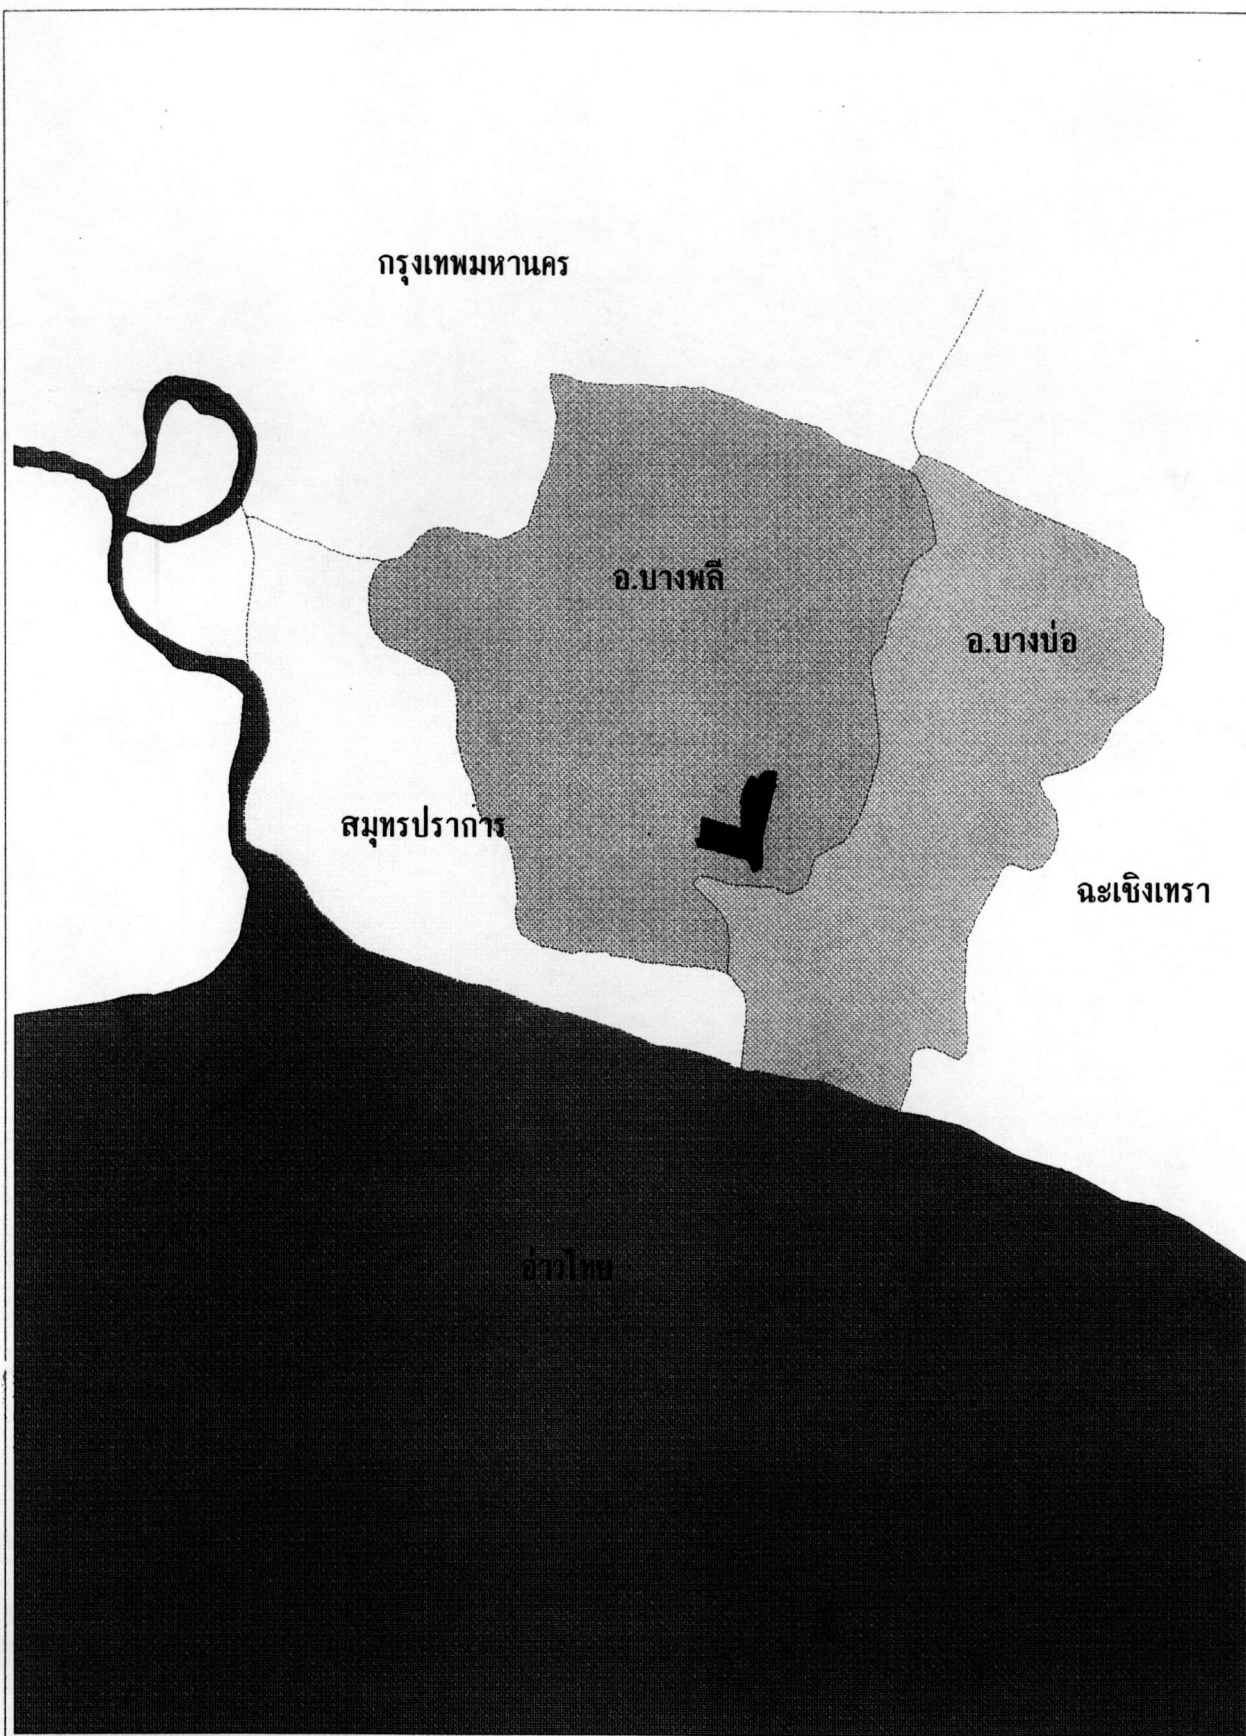 กรุงเทพมหานคร
อ.บางพลี
อ.บางบ่อ
สมุทรปราการ
ฉะเชิงเทรา
อ่าวไทย